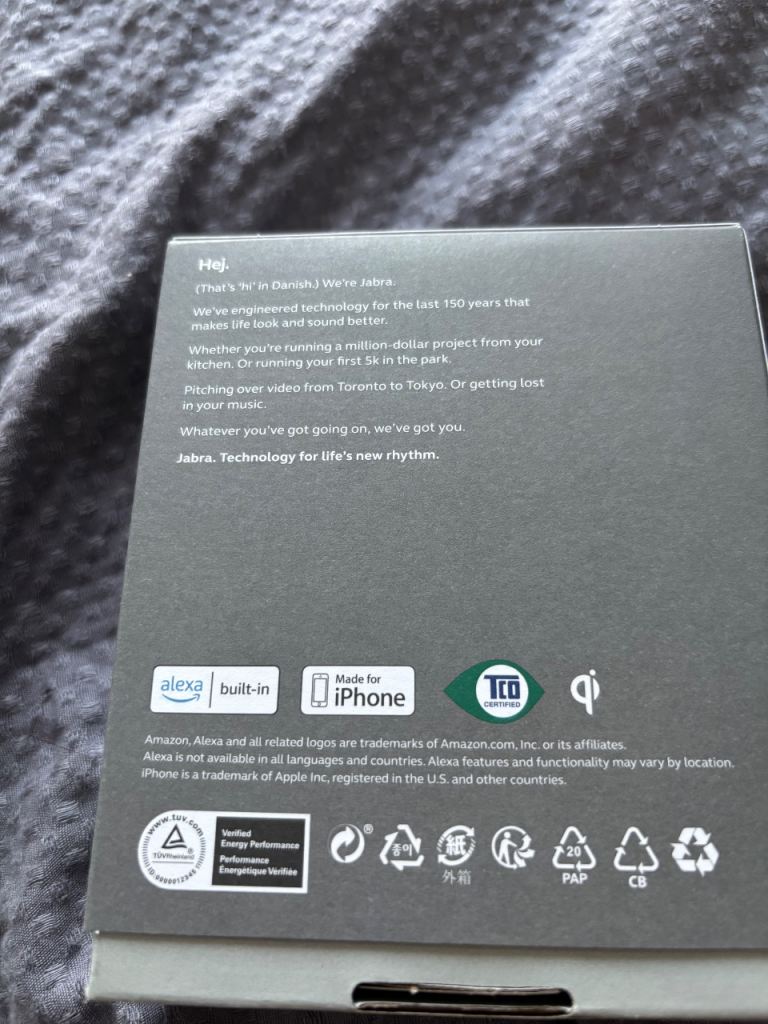 Hej.
(That's 'hi' in Danish.) We're Jabra.
We've engineered technology for the last 150 years that
makes life look and sound better.
Whether you're running a million-dollar project from your
kitchen. Or running your first 5k in the park.
Pitching over video from Toronto to Tokyo. Or getting lost
in your music.
Whatever you've got going on, we've got you.
Jabra. Technology for life's new rhythm.
alexa built-in
Made for
iPhone
TCO
CERTIFIED
qi
Amazon, Alexa and all related logos are trademarks of Amazon.com, Inc. or its affiliates.
Alexa is not available in all languages and countries. Alexa features and functionality may vary by location.
iPhone is a trademark of Apple Inc, registered in the U.S. and other countries.
www.tuv.com
TÜVRheinland
ID:0000012345
Verified
Energy Performance
Performance
Énergétique Vérifiée
®
종이
紙
外箱
20
PAP
CB